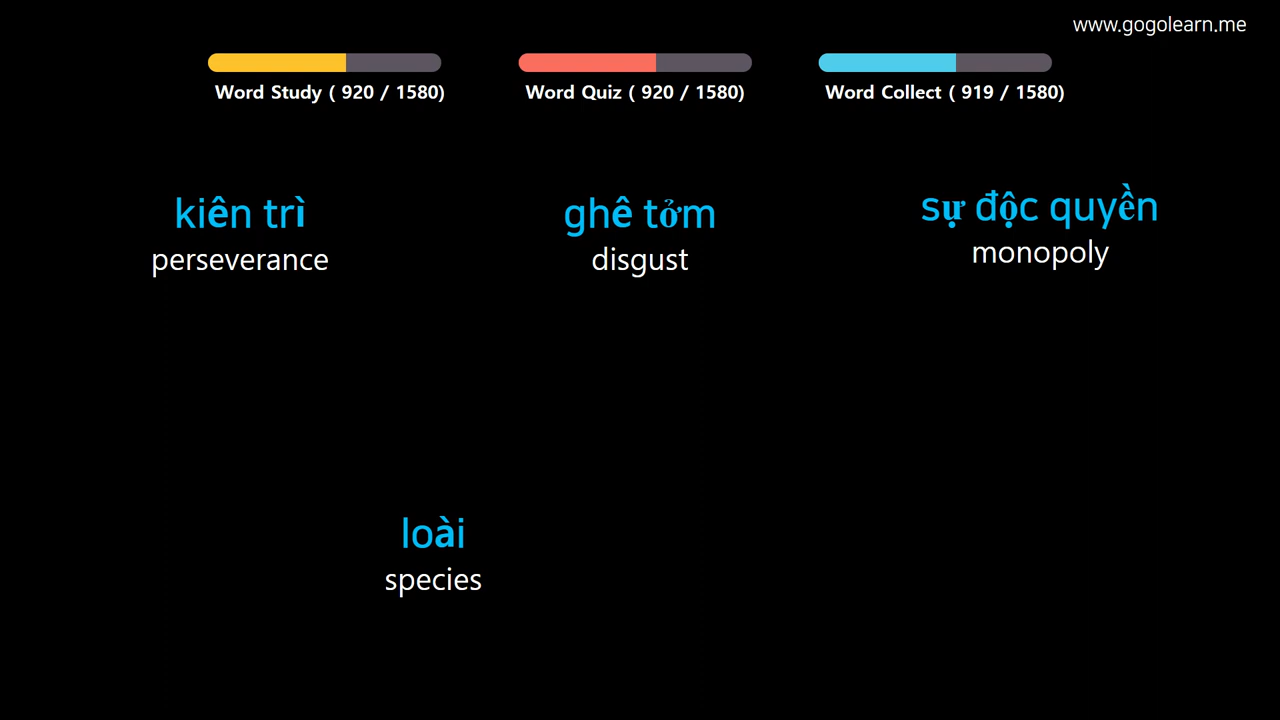 www.gogolearn.me
Word Study ( 920 / 1580)
Word Quiz ( 920 / 1580)
Word Collect ( 919 / 1580)
kiên trì
perseverance
ghê tởm
disgust
sự độc quyền
monopoly
loài
species